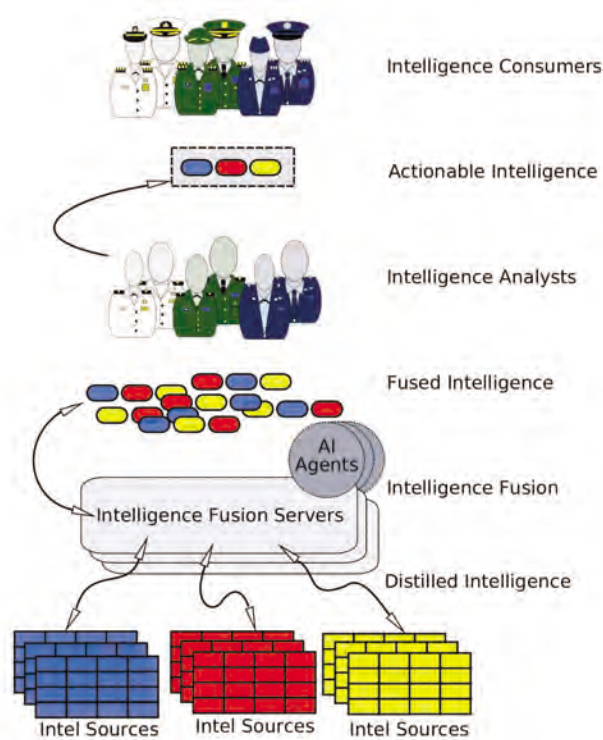 Intelligence Consumers
Actionable Intelligence
Intelligence Analysts
Fused Intelligence
AI
Agents
Intelligence Fusion
Intelligence Fusion Servers
Distilled Intelligence
Intel Sources
Intel Sources
Intel Sources